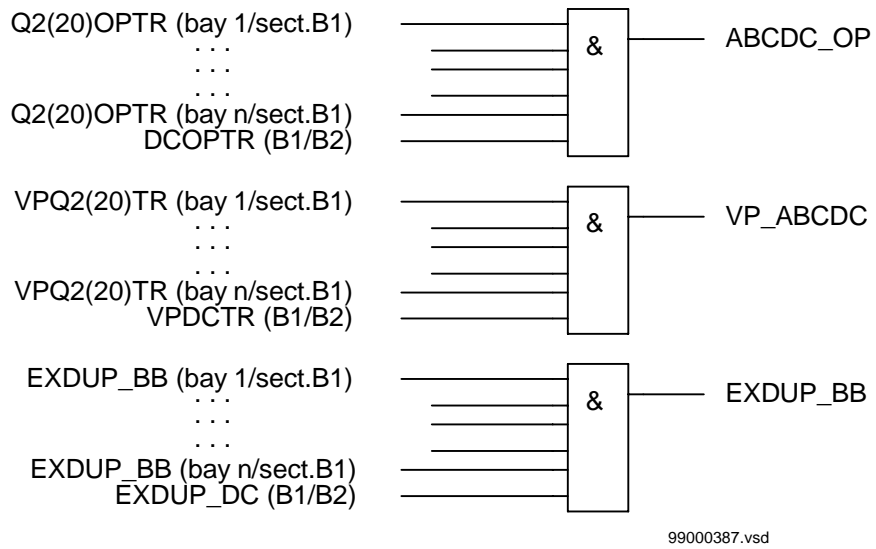 Q2(20)OPTR (bay 1/sect.B1)
. . .
. . .
. . .
Q2(20)OPTR (bay n/sect.B1)
DCOPTR (B1/B2)
&
ABCDC_OP
VPQ2(20)TR (bay 1/sect.B1)
. . .
. . .
. . .
VPQ2(20)TR (bay n/sect.B1)
VPDCTR (B1/B2)
&
VP_ABCDC
EXDUP_BB (bay 1/sect.B1)
. . .
. . .
. . .
EXDUP_BB (bay n/sect.B1)
EXDUP_DC (B1/B2)
&
EXDUP_BB
99000387.vsd